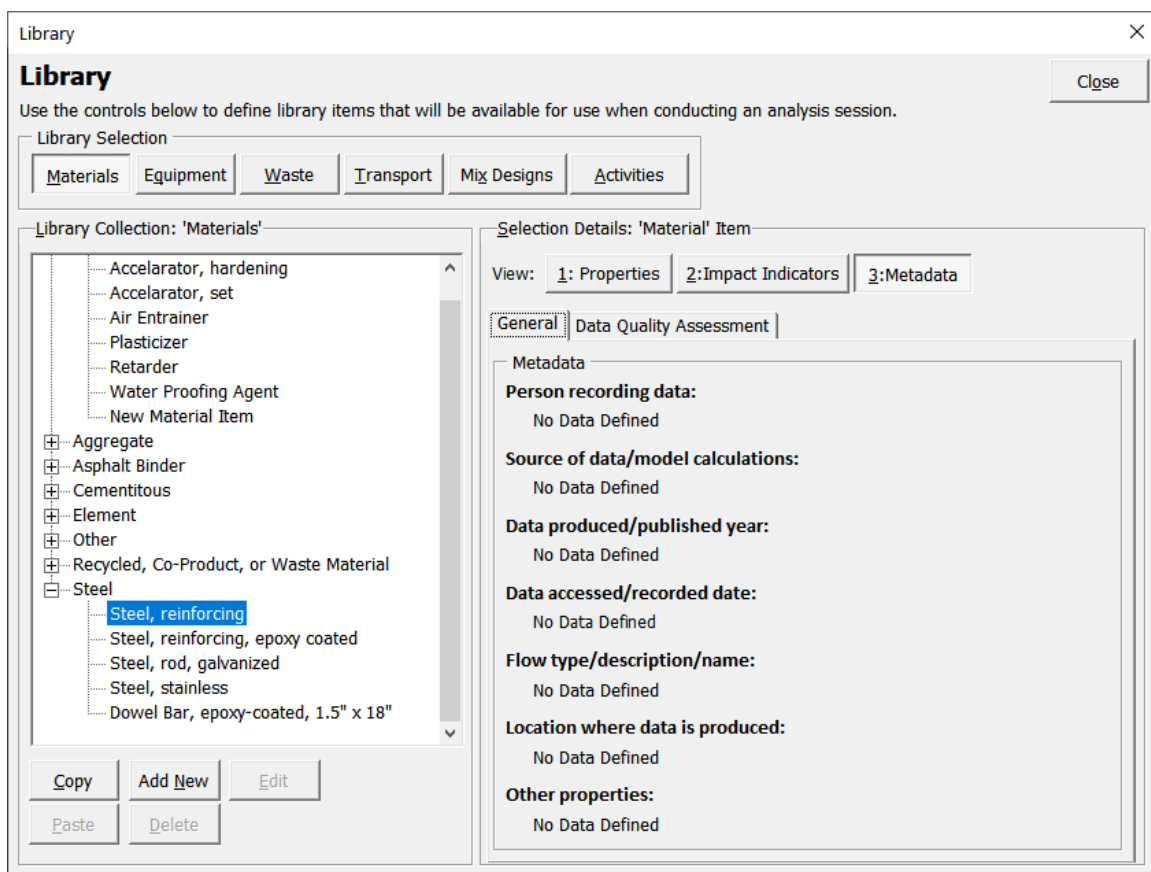 Library
Library
Close
Use the controls below to define library items that will be available for use when conducting an analysis session.
Library Selection
Materials
Equipment
Waste
Transport
Mix Designs
Activities
Library Collection: 'Materials'
Accelarator, hardening
Accelarator, set
Air Entrainer
Plasticizer
Retarder
Water Proofing Agent
New Material Item
Aggregate
Asphalt Binder
Cementitous
Element
Other
Recycled, Co-Product, or Waste Material
Steel
Steel, reinforcing
Steel, reinforcing, epoxy coated
Steel, rod, galvanized
Steel, stainless
Dowel Bar, epoxy-coated, 1.5" x 18"
Copy
Add New
Edit
Paste
Delete
Selection Details: 'Material' Item
View:
1: Properties
2:Impact Indicators
3:Metadata
General
Data Quality Assessment
Metadata
Person recording data:
No Data Defined
Source of data/model calculations:
No Data Defined
Data produced/published year:
No Data Defined
Data accessed/recorded date:
No Data Defined
Flow type/description/name:
No Data Defined
Location where data is produced:
No Data Defined
Other properties:
No Data Defined